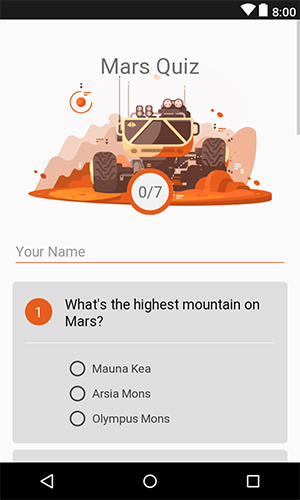 8:00
Mars Quiz
0/7
Your Name
1
What's the highest mountain on
Mars?
Mauna Kea
Arsia Mons
Olympus Mons